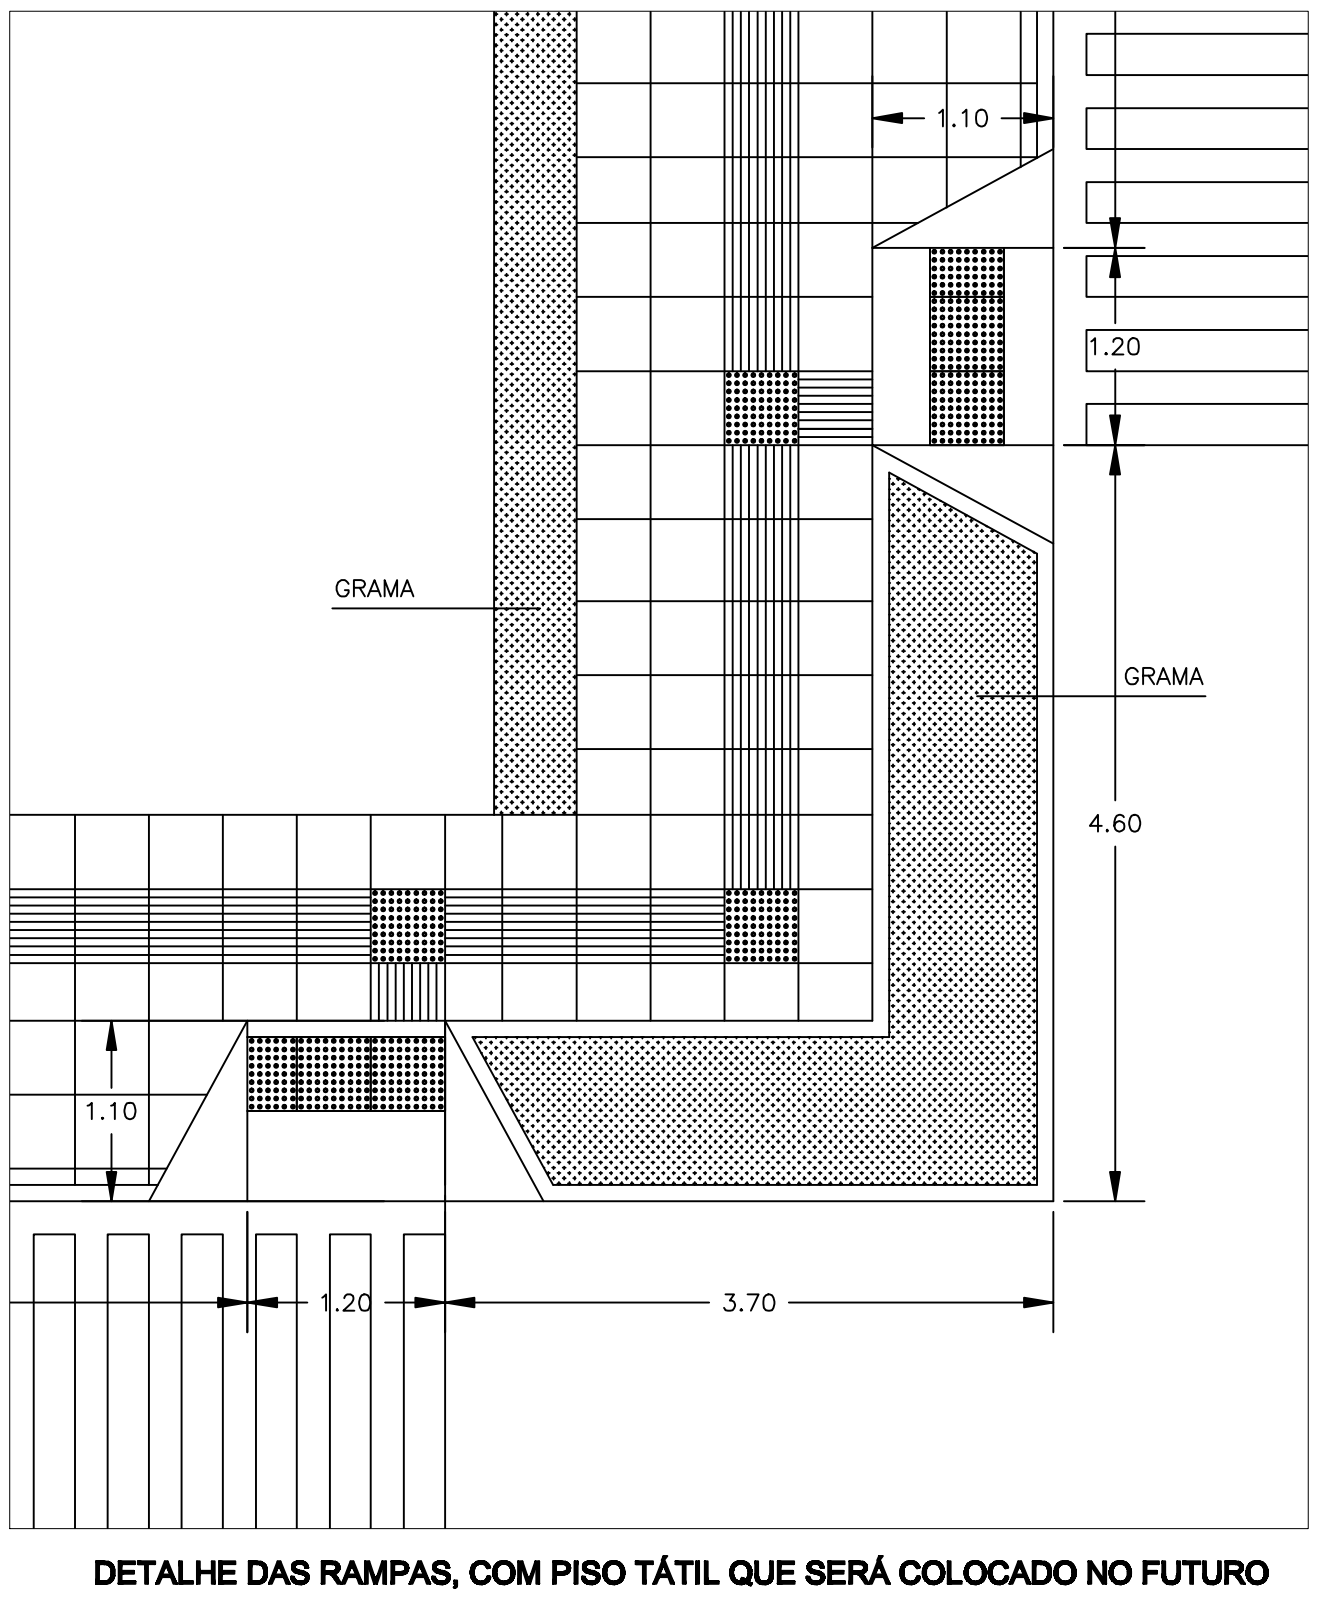 1.10
1.20
GRAMA
GRAMA
4.60
1.10
1.20
3.70
DETALHE DAS RAMPAS, COM PISO TÁTIL QUE SERÁ COLOCADO NO FUTURO